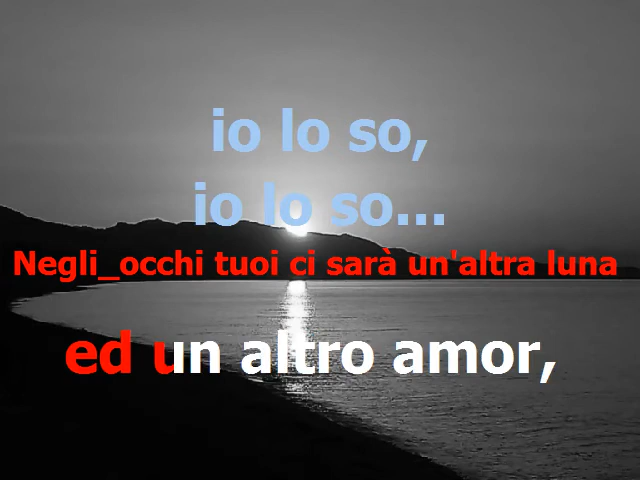 io lo so,
io lo so...
Negli_occhi tuoi ci sarà un'altra luna
ed un altro amor,